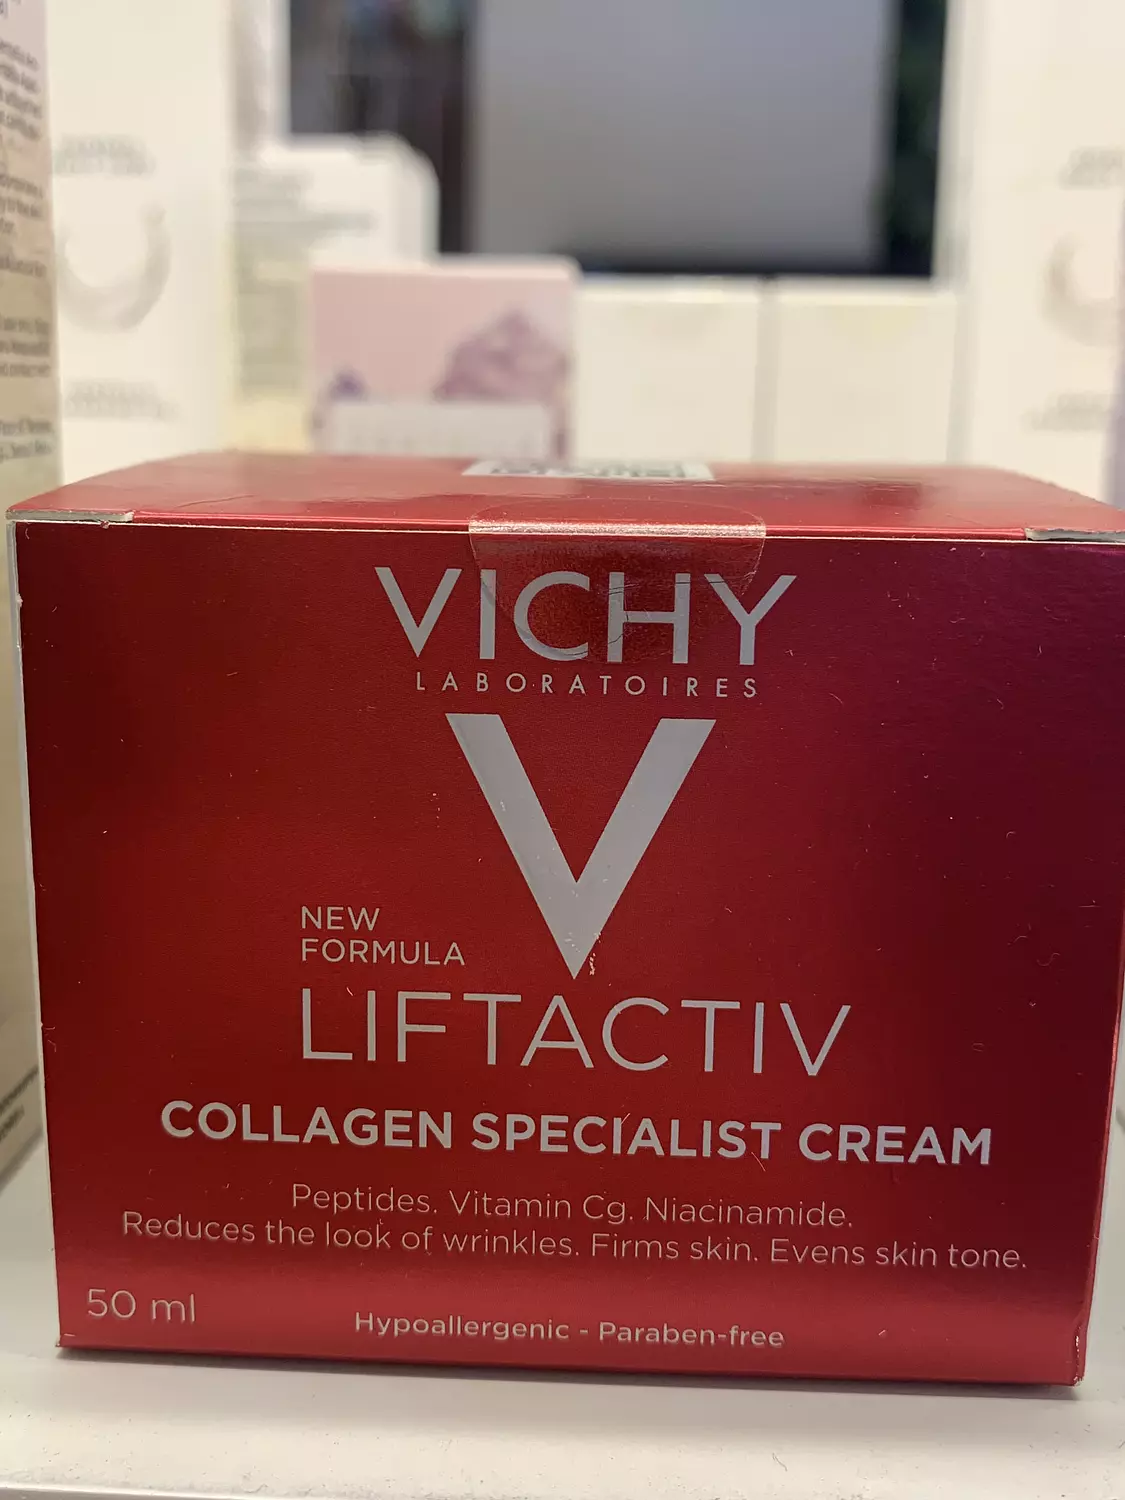 VICHY
LABORATOIRES
NEW
FORMULA
LIFTACTIV
COLLAGEN SPECIALIST CREAM
Peptides. Vitamin Cg. Niacinamide.
Reduces the look of wrinkles. Firms skin. Evens skin tone.
50 ml
Hypoallergenic - Paraben-free